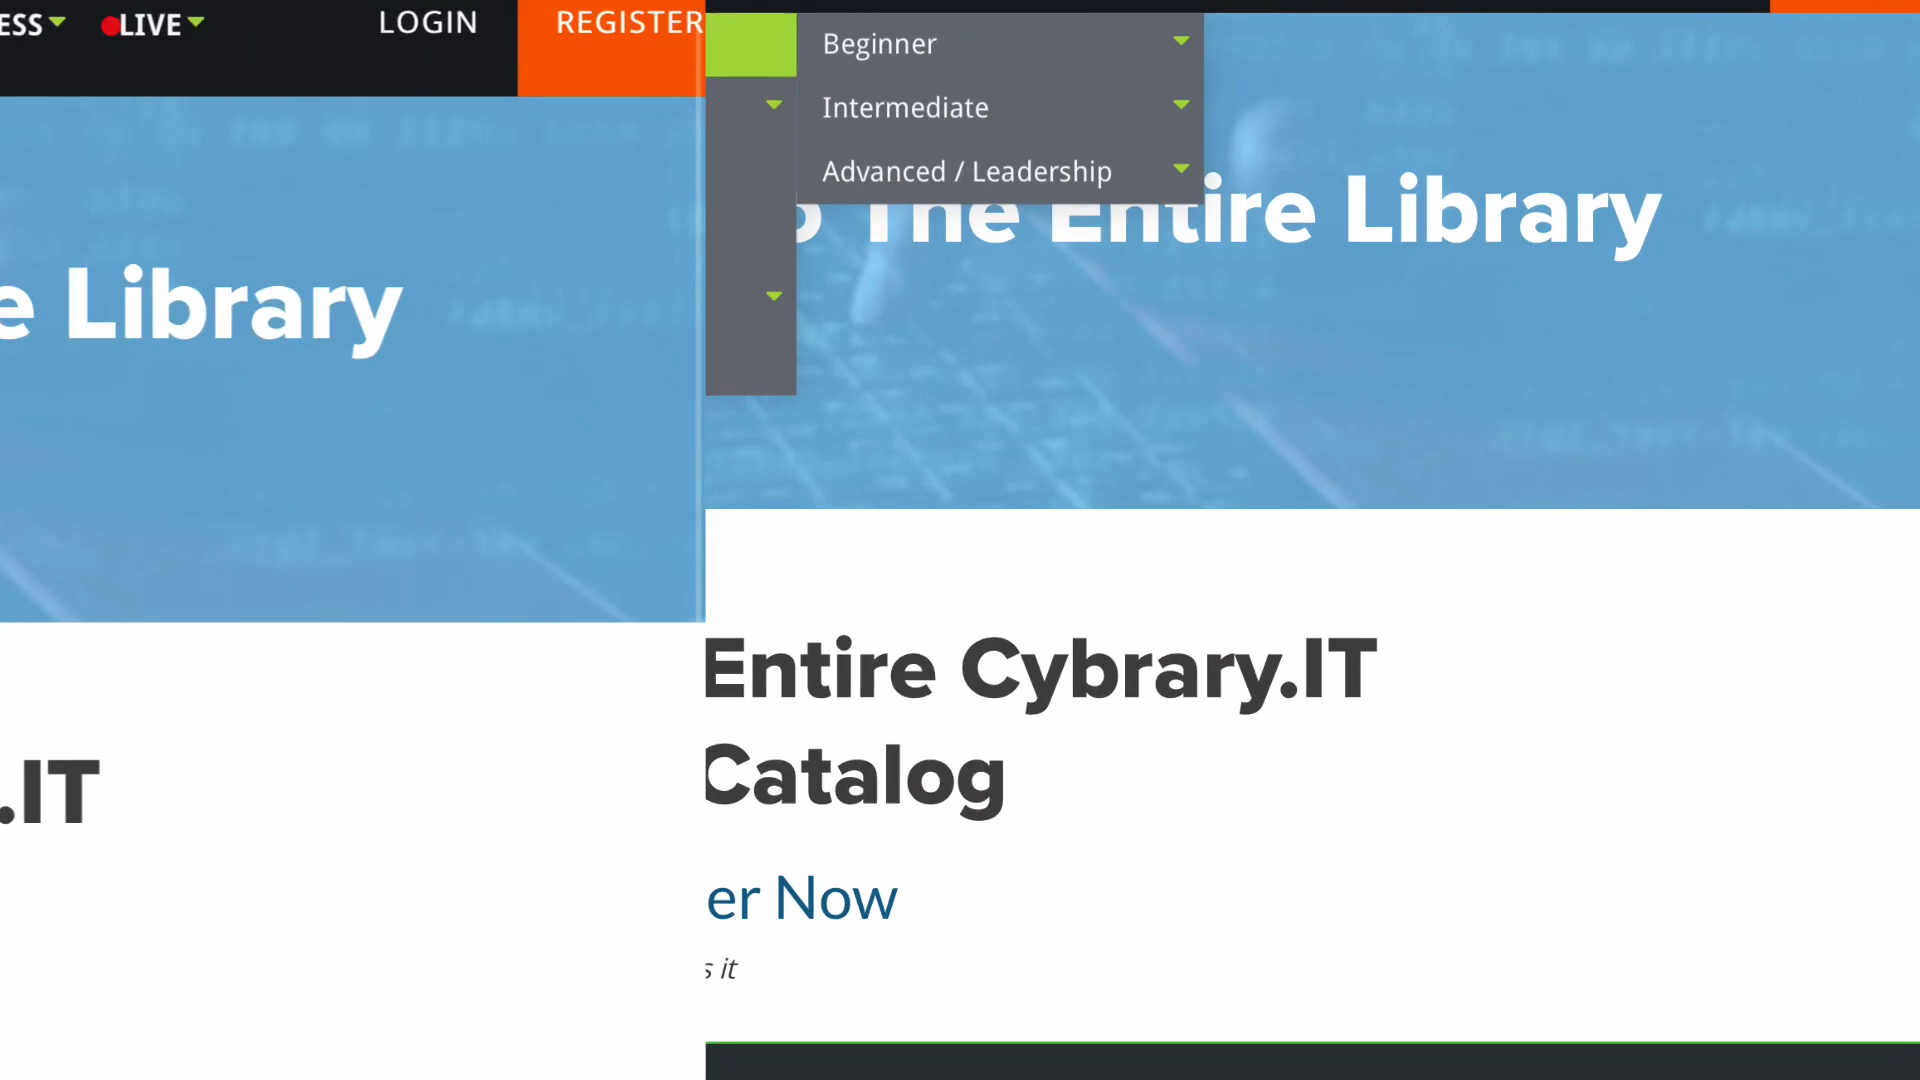 ESS LIVE LOGIN REGISTER
e Library
.IT
Beginner
Intermediate
Advanced / Leadership
o The Entire Library
Entire Cybrary.IT
Catalog
er Now
s it